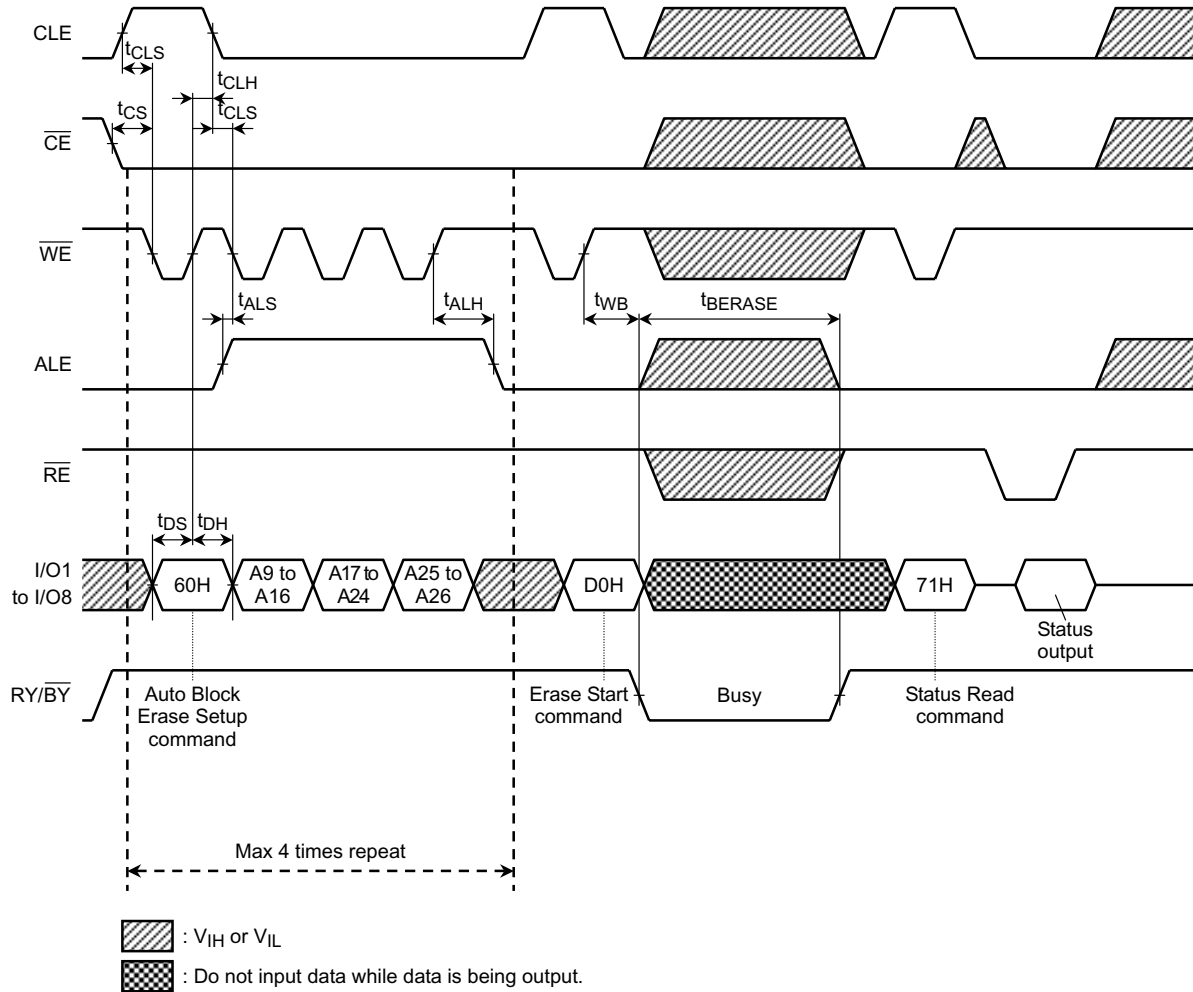 CLE
tCLS
tCLH
tCS
tCLS
CE
WE
tALS
tALH
tWB
tBERASE
ALE
RE
tDS
tDH
I/O1
to I/O8
60H
A9 to
A16
A17 to
A24
A25 to
A26
D0H
71H
Status
output
RY/BY
Auto Block
Erase Setup
command
Erase Start
command
Busy
Status Read
command
Max 4 times repeat
: VIH or VIL
: Do not input data while data is being output.